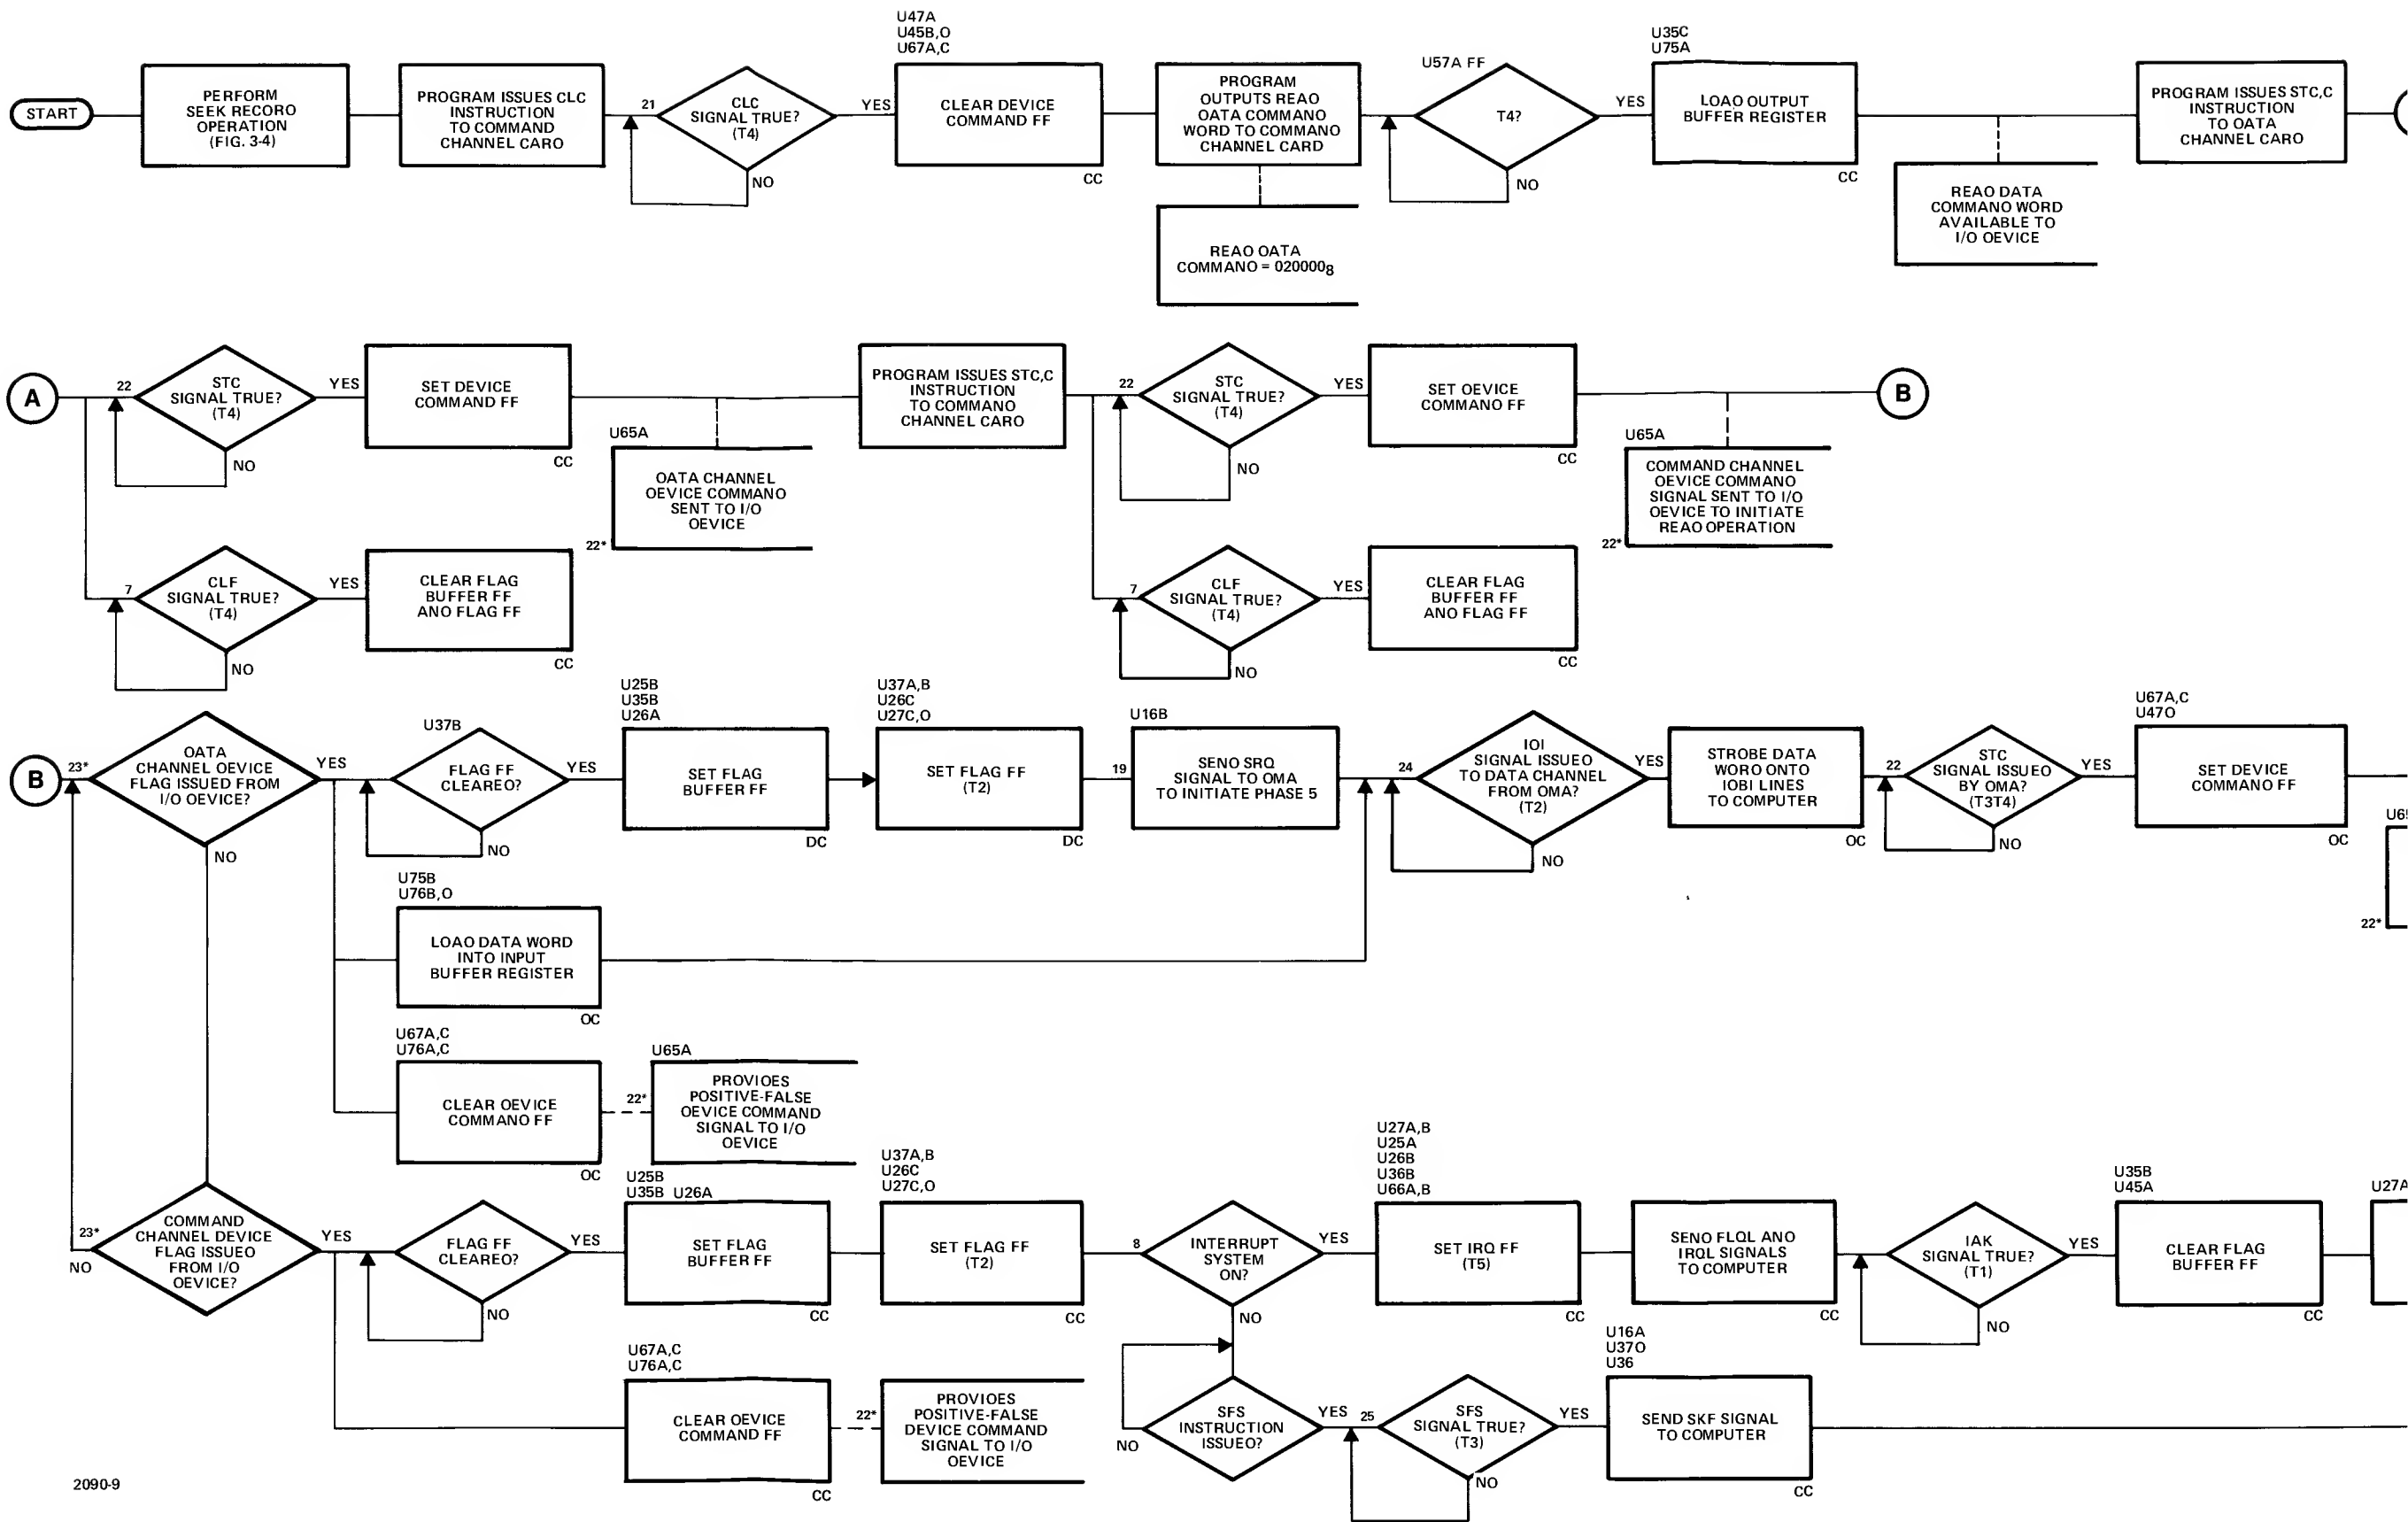 START
PERFORM
SEEK RECORO
OPERATION
(FIG. 3-4)
PROGRAM ISSUES CLC
INSTRUCTION
TO COMMAND
CHANNEL CARO
21
CLC
SIGNAL TRUE?
(T4)
YES
NO
U47A
U45B,O
U67A,C
CLEAR DEVICE
COMMAND FF
CC
PROGRAM
OUTPUTS REAO
OATA COMMANO
WORD TO COMMANO
CHANNEL CARD
REAO OATA
COMMANO = 020000₈
U57A FF
T4?
YES
NO
U35C
U75A
LOAO OUTPUT
BUFFER REGISTER
CC
REAO DATA
COMMANO WORD
AVAILABLE TO
I/O OEVICE
PROGRAM ISSUES STC,C
INSTRUCTION
TO OATA
CHANNEL CARO
A
22
STC
SIGNAL TRUE?
(T4)
YES
NO
SET DEVICE
COMMAND FF
CC
U65A
OATA CHANNEL
OEVICE COMMANO
SENT TO I/O
OEVICE
22*
PROGRAM ISSUES STC,C
INSTRUCTION
TO COMMANO
CHANNEL CARO
22
STC
SIGNAL TRUE?
(T4)
YES
NO
SET OEVICE
COMMANO FF
CC
U65A
COMMAND CHANNEL
OEVICE COMMANO
SIGNAL SENT TO I/O
OEVICE TO INITIATE
REAO OPERATION
22*
B
7
CLF
SIGNAL TRUE?
(T4)
YES
NO
CLEAR FLAG
BUFFER FF
ANO FLAG FF
CC
7
CLF
SIGNAL TRUE?
(T4)
YES
NO
CLEAR FLAG
BUFFER FF
ANO FLAG FF
CC
B
23*
OATA
CHANNEL OEVICE
FLAG ISSUED FROM
I/O OEVICE?
YES
NO
U37B
FLAG FF
CLEAREO?
YES
NO
U25B
U35B
U26A
SET FLAG
BUFFER FF
DC
U37A,B
U26C
U27C,O
SET FLAG FF
(T2)
DC
19
U16B
SENO SRQ
SIGNAL TO OMA
TO INITIATE PHASE 5
24
IOI
SIGNAL ISSUEO
TO DATA CHANNEL
FROM OMA?
(T2)
YES
NO
STROBE DATA
WORO ONTO
IOBI LINES
TO COMPUTER
OC
22
STC
SIGNAL ISSUEO
BY OMA?
(T3T4)
YES
NO
U67A,C
U47O
SET DEVICE
COMMANO FF
OC
22*
U75B
U76B,O
LOAO DATA WORD
INTO INPUT
BUFFER REGISTER
OC
U67A,C
U76A,C
CLEAR OEVICE
COMMANO FF
OC
22*
U65A
PROVIOES
POSITIVE-FALSE
OEVICE COMMAND
SIGNAL TO I/O
OEVICE
23*
COMMAND
CHANNEL DEVICE
FLAG ISSUEO
FROM I/O
OEVICE?
NO
YES
FLAG FF
CLEAREO?
YES
NO
U25B
U35B U26A
SET FLAG
BUFFER FF
CC
U37A,B
U26C
U27C,O
SET FLAG FF
(T2)
CC
8
INTERRUPT
SYSTEM
ON?
YES
NO
U27A,B
U25A
U26B
U36B
U66A,B
SET IRQ FF
(T5)
CC
SENO FLQL ANO
IRQL SIGNALS
TO COMPUTER
CC
IAK
SIGNAL TRUE?
(T1)
YES
NO
U35B
U45A
CLEAR FLAG
BUFFER FF
CC
U67A,C
U76A,C
CLEAR OEVICE
COMMAND FF
CC
22*
PROVIOES
POSITIVE-FALSE
DEVICE COMMAND
SIGNAL TO I/O
OEVICE
SFS
INSTRUCTION
ISSUEO?
NO
YES
25
SFS
SIGNAL TRUE?
(T3)
YES
NO
U16A
U37O
U36
SEND SKF SIGNAL
TO COMPUTER
CC
2090-9